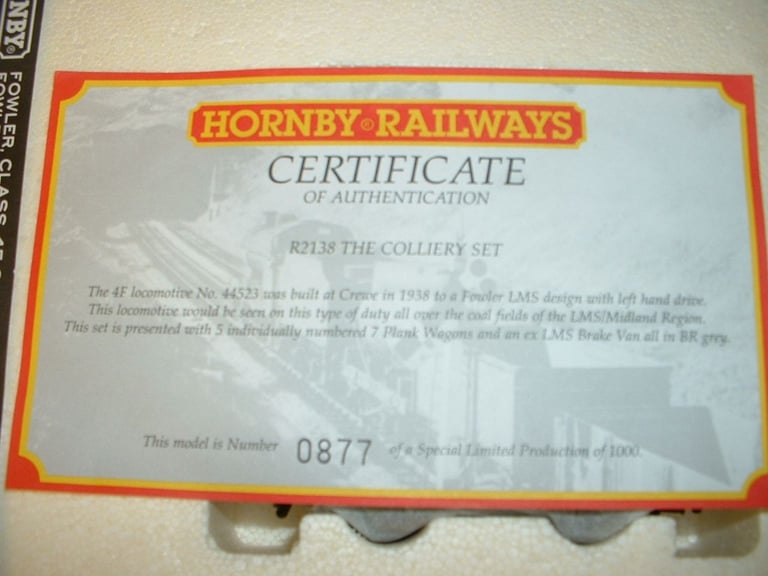 NBY®
FOWLER, CLASS
HORNBY® RAILWAYS
CERTIFICATE
OF AUTHENTICATION
R2138 THE COLLIERY SET
The 4F locomotive No. 44523 was built at Crewe in 1938 to a Fowler LMS design with left hand drive.
This locomotive would be seen on this type of duty all over the coal fields of the LMS/Midland Region.
This set is presented with 5 individually numbered 7 Plank Wagons and an ex LMS Brake Van all in BR grey.
This model is Number 0877 of a Special Limited Production of 1000.